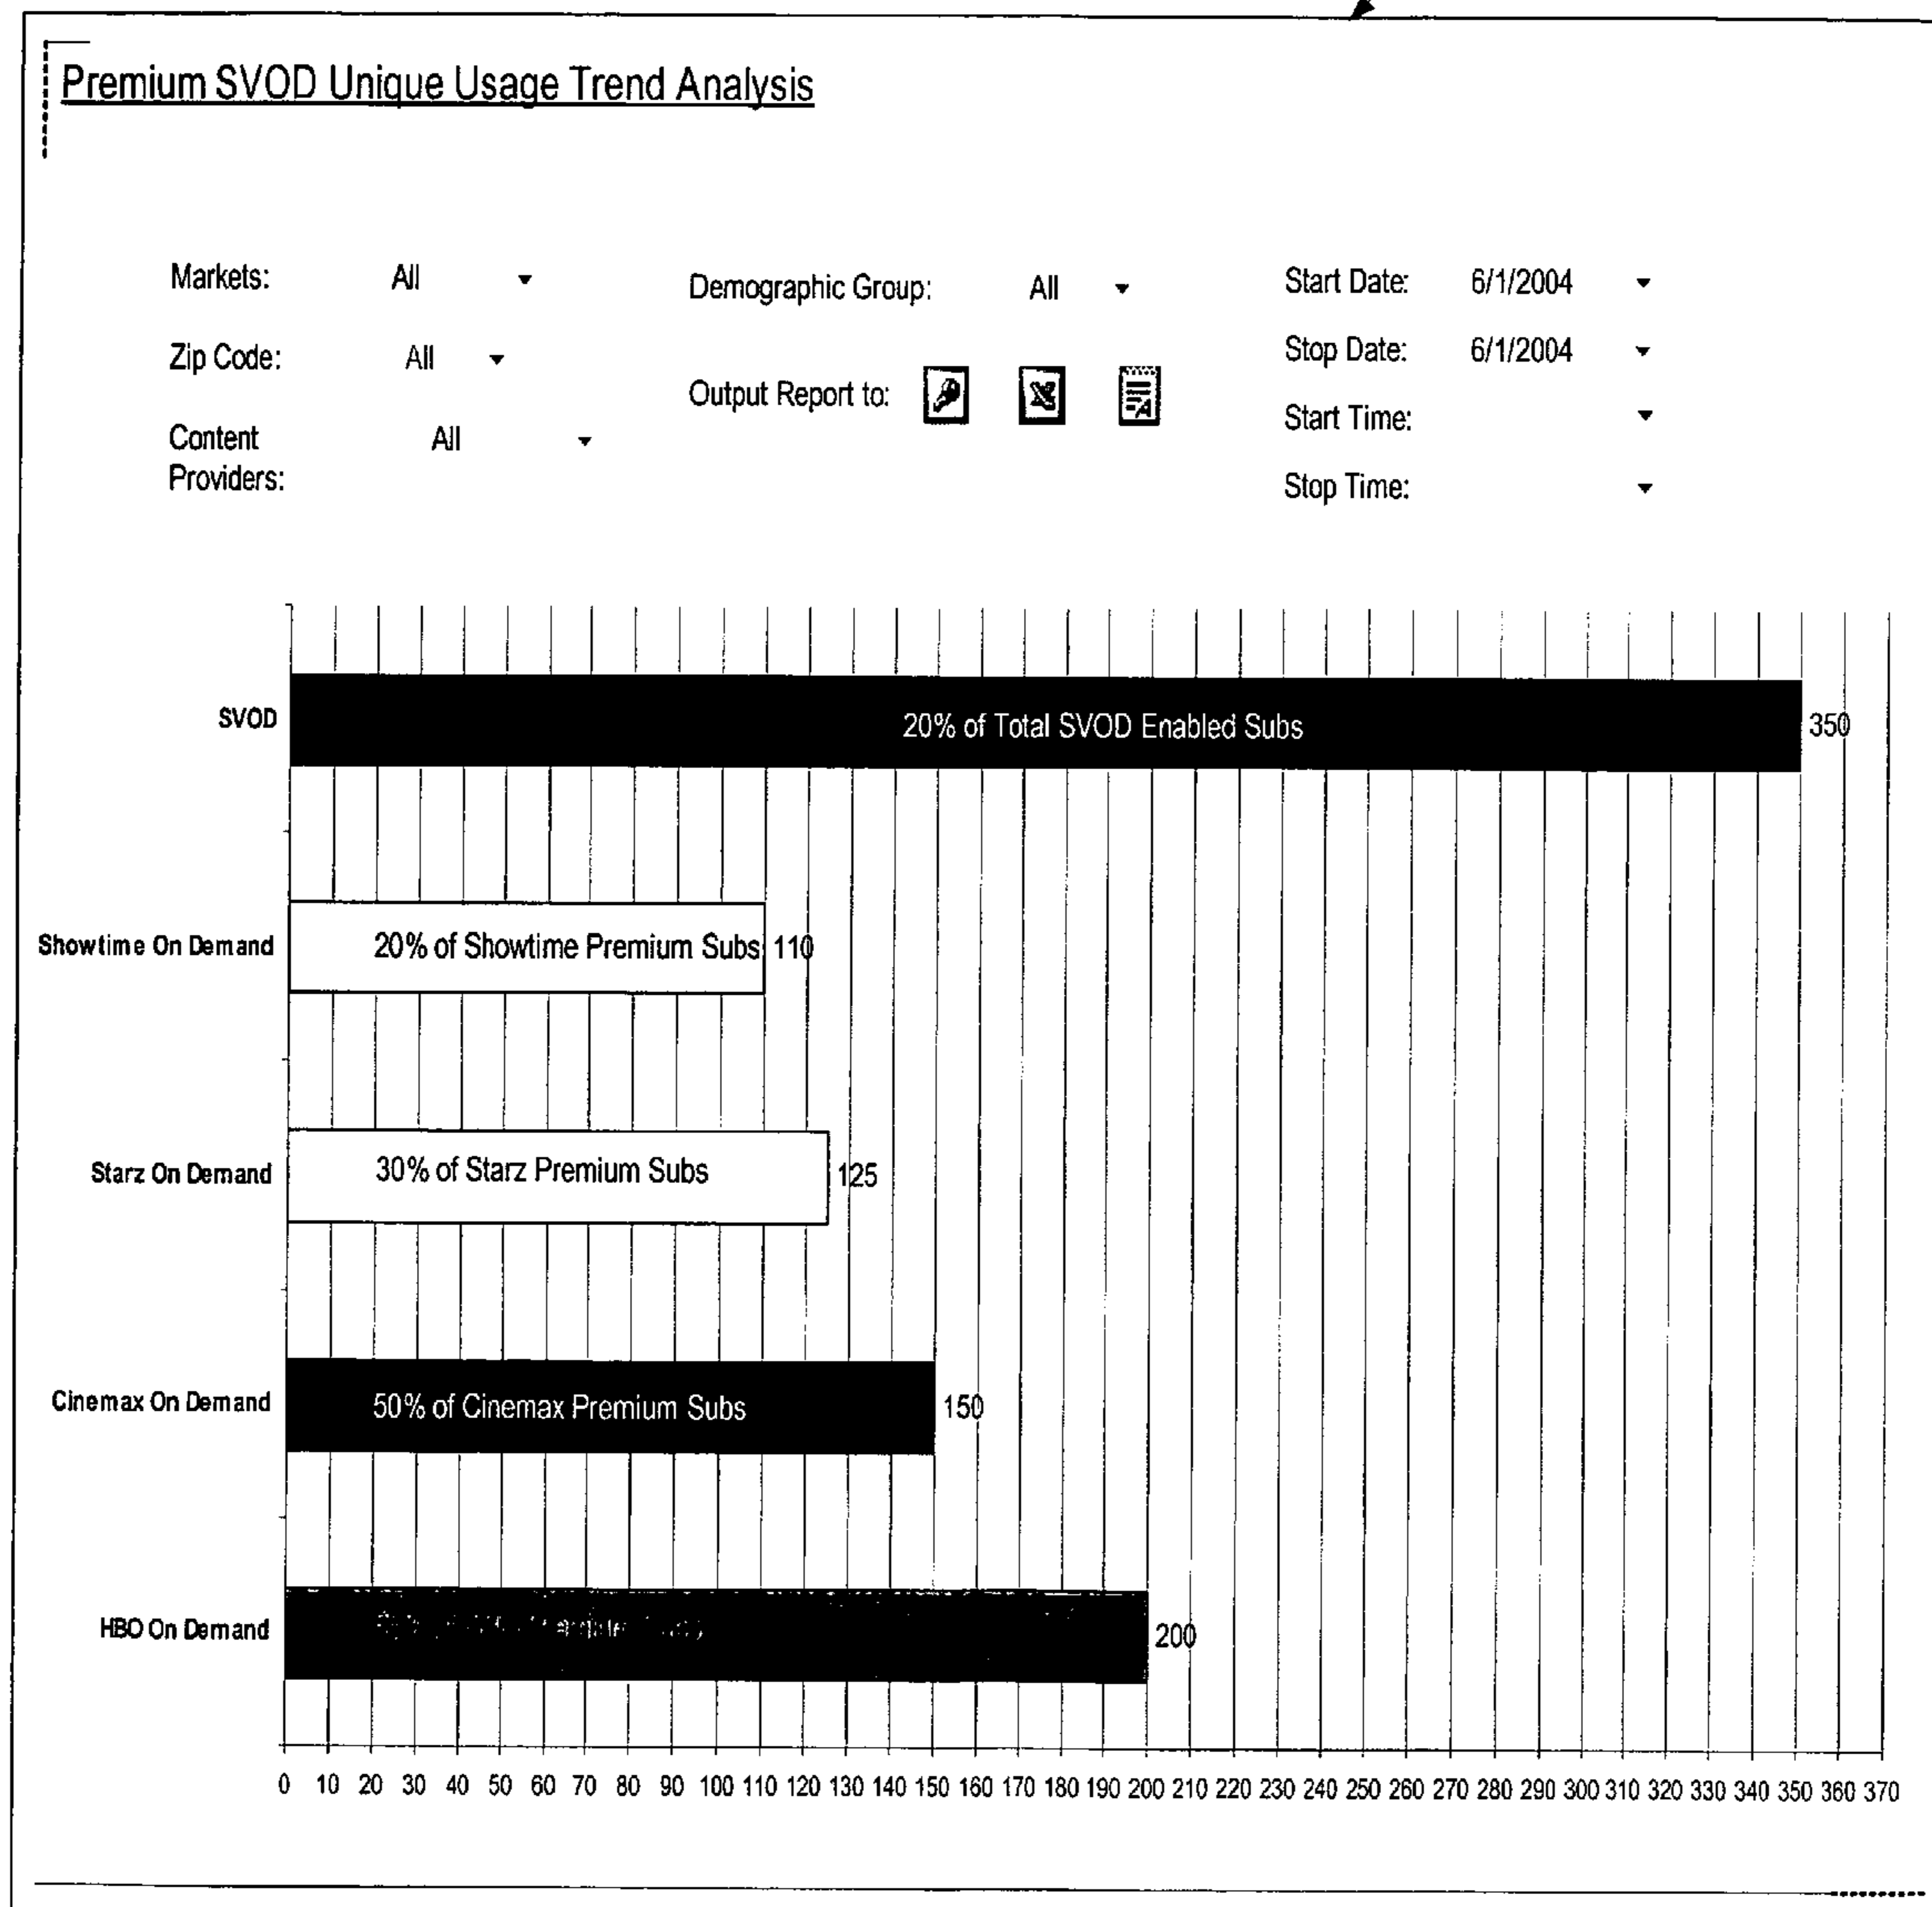 Premium SVOD Unique Usage Trend Analysis
Markets: All
Demographic Group: All
Start Date: 6/1/2004
Zip Code: All
Stop Date: 6/1/2004
Output Report to:
Start Time:
Content
Providers: All
Stop Time:
SVOD 20% of Total SVOD Enabled Subs 350
Showtime On Demand 20% of Showtime Premium Subs 110
Starz On Demand 30% of Starz Premium Subs 125
Cinemax On Demand 50% of Cinemax Premium Subs 150
HBO On Demand 200
0 10 20 30 40 50 60 70 80 90 100 110 120 130 140 150 160 170 180 190 200 210 220 230 240 250 260 270 280 290 300 310 320 330 340 350 360 370